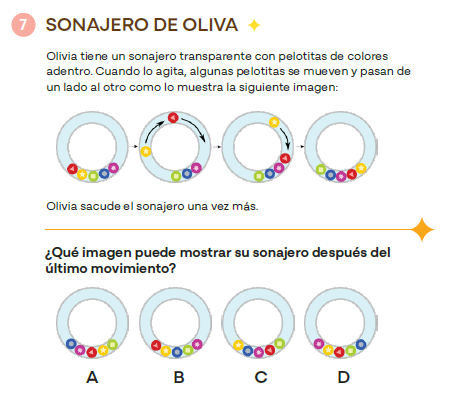 7 SONAJERO DE OLIVA
Olivia tiene un sonajero transparente con pelotitas de colores
adentro. Cuando lo agita, algunas pelotitas se mueven y pasan de
un lado al otro como lo muestra la siguiente imagen:
Olivia sacude el sonajero una vez más.
¿Qué imagen puede mostrar su sonajero después del
último movimiento?
A B C D